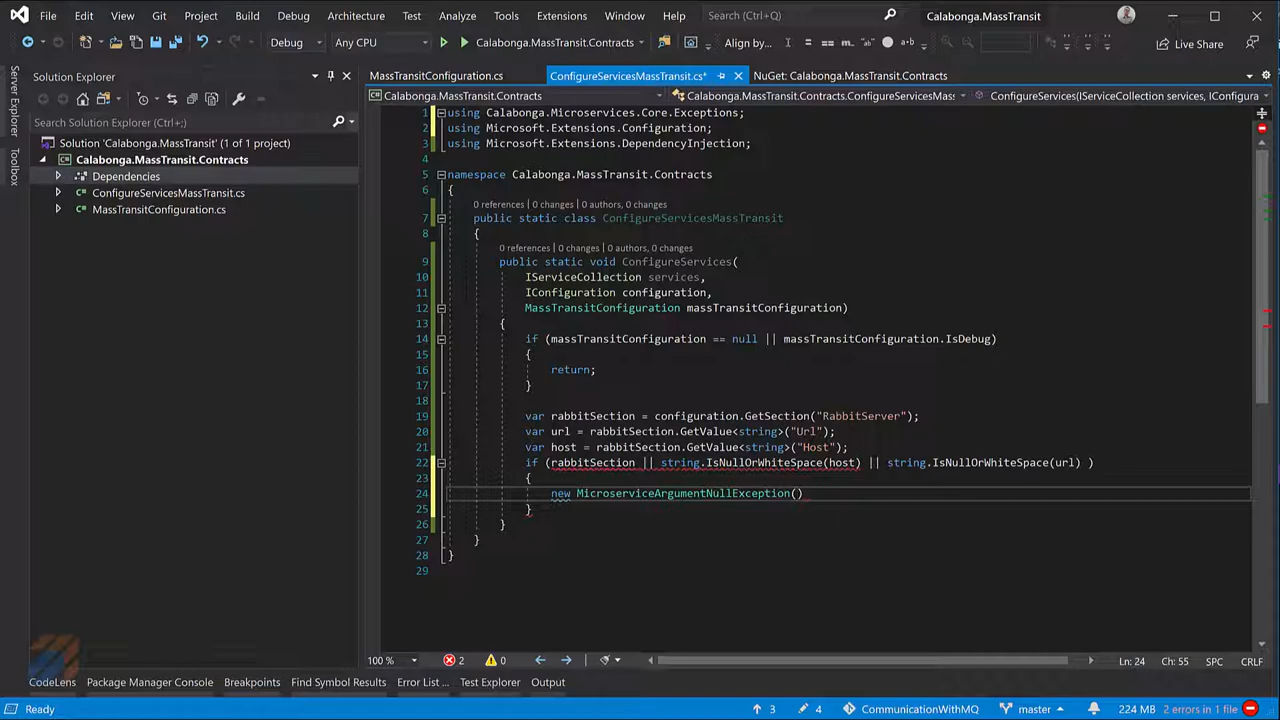 File Edit View Git Project Build Debug Architecture Test Analyze Tools Extensions Window Help Search (Ctrl+Q) Calabonga.MassTransit
Debug Any CPU Calabonga.MassTransit.Contracts Align by... Live Share
Server Explorer
Toolbox
Solution Explorer
Search Solution Explorer (Ctrl+;)
Solution 'Calabonga.MassTransit' (1 of 1 project)
Calabonga.MassTransit.Contracts
Dependencies
ConfigureServicesMassTransit.cs
MassTransitConfiguration.cs
MassTransitConfiguration.cs ConfigureServicesMassTransit.cs* NuGet: Calabonga.MassTransit.Contracts
Calabonga.MassTransit.Contracts Calabonga.MassTransit.Contracts.ConfigureServicesMass ConfigureServices(IServiceCollection services, IConfigura
1 using Calabonga.Microservices.Core.Exceptions;
2 using Microsoft.Extensions.Configuration;
3 using Microsoft.Extensions.DependencyInjection;
4
5 namespace Calabonga.MassTransit.Contracts
6 {
0 references | 0 changes | 0 authors, 0 changes
7 public static class ConfigureServicesMassTransit
8 {
0 references | 0 changes | 0 authors, 0 changes
9 public static void ConfigureServices(
10 IServiceCollection services,
11 IConfiguration configuration,
12 MassTransitConfiguration massTransitConfiguration)
13 {
14 if (massTransitConfiguration == null || massTransitConfiguration.IsDebug)
15 {
16 return;
17 }
18
19 var rabbitSection = configuration.GetSection("RabbitServer");
20 var url = rabbitSection.GetValue<string>("Url");
21 var host = rabbitSection.GetValue<string>("Host");
22 if (rabbitSection || string.IsNullOrWhiteSpace(host) || string.IsNullOrWhiteSpace(url) )
23 {
24 new MicroserviceArgumentNullException()
25 }
26 }
27 }
28 }
29
100 % 2 0 Ln: 24 Ch: 55 SPC CRLF
CodeLens Package Manager Console Breakpoints Find Symbol Results Error List ... Test Explorer Output
Ready 3 4 CommunicationWithMQ master 224 MB 2 errors in 1 file